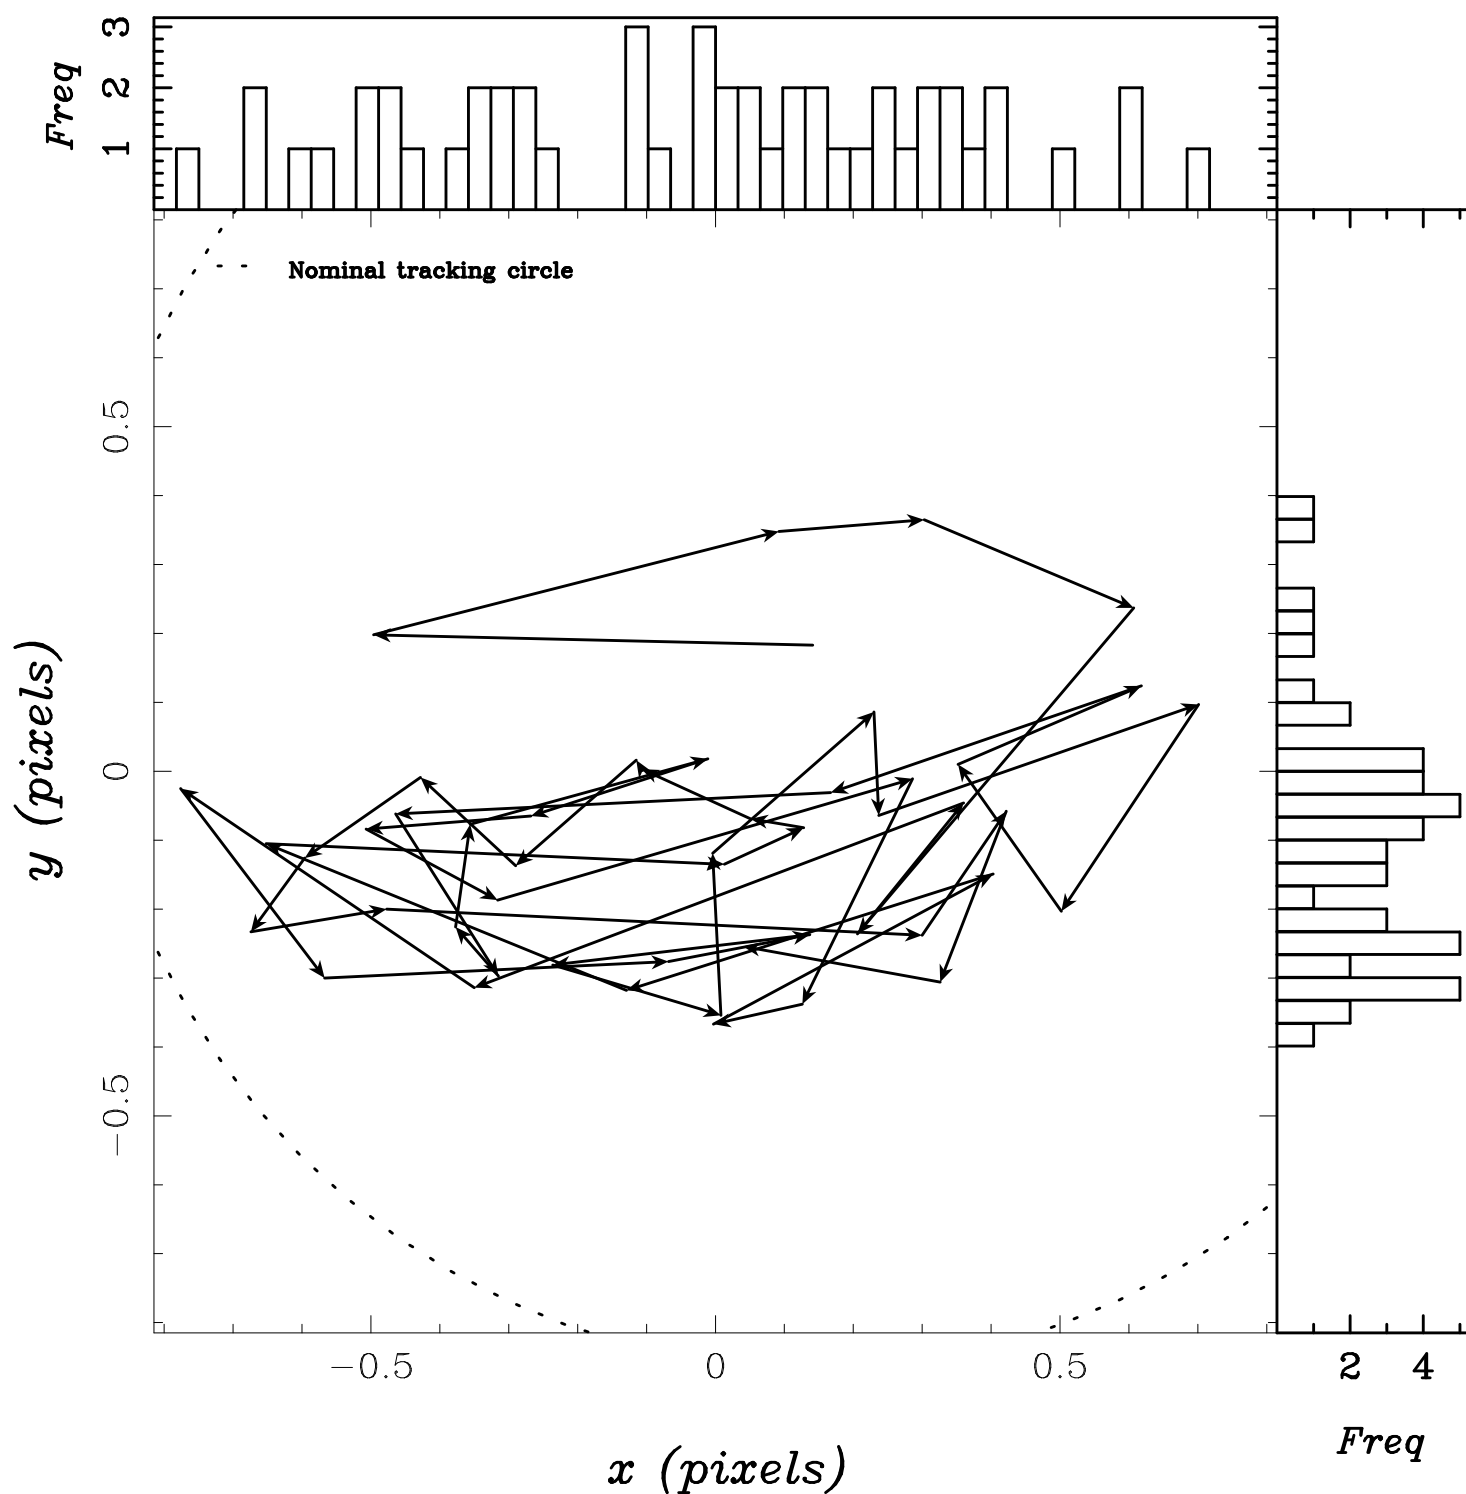 Freq
1 2 3
Nominal tracking circle
y (pixels)
0.5
0
−0.5
−0.5 0 0.5
x (pixels)
2 4
Freq